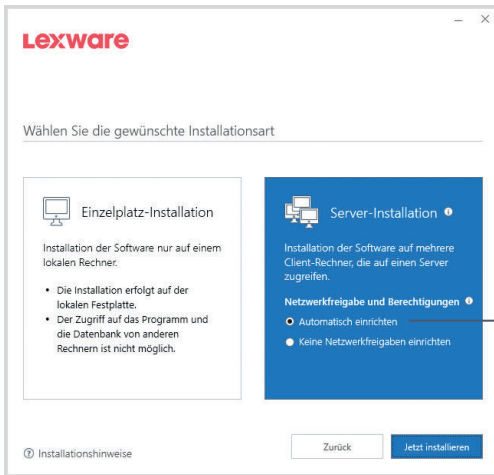 Lexware
Wählen Sie die gewünschte Installationsart
Einzelplatz-Installation
Installation der Software nur auf einem
lokalen Rechner.
• Die Installation erfolgt auf der
lokalen Festplatte.
• Der Zugriff auf das Programm und
die Datenbank von anderen
Rechnern ist nicht möglich.
Server-Installation
Installation der Software auf mehrere
Client-Rechner, die auf einen Server
zugreifen.
Netzwerkfreigabe und Berechtigungen
Automatisch einrichten
Keine Netzwerkfreigaben einrichten
Installationshinweise
Zurück
Jetzt installieren